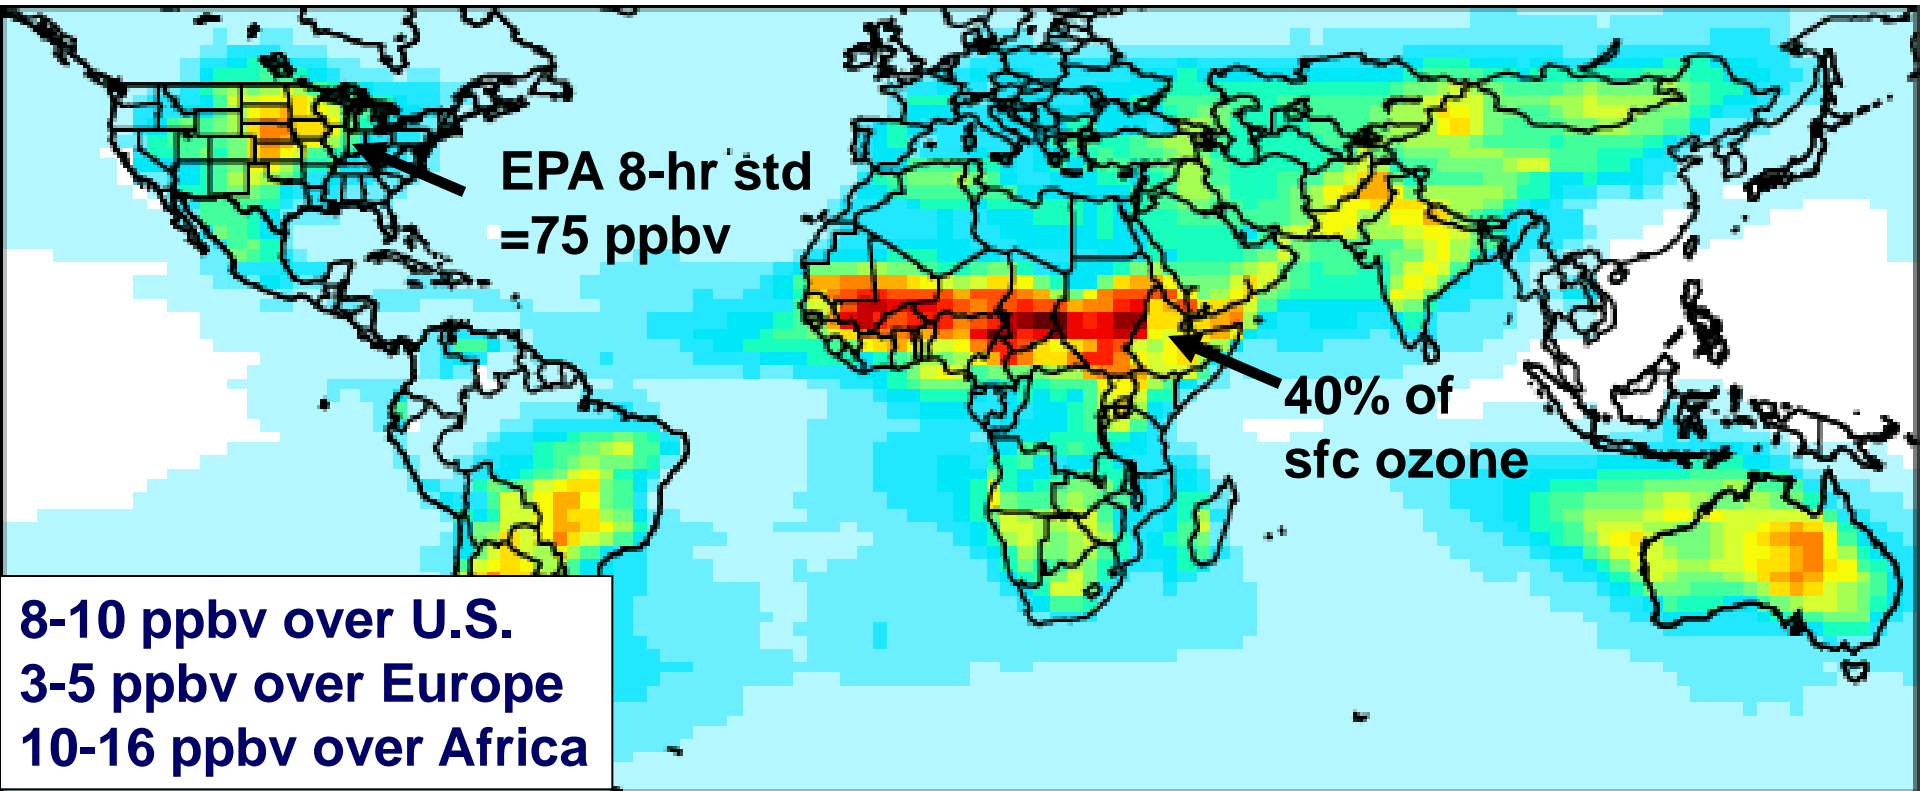 EPA 8-hr std
=75 ppbv
40% of
sfc ozone
8-10 ppbv over U.S.
3-5 ppbv over Europe
10-16 ppbv over Africa